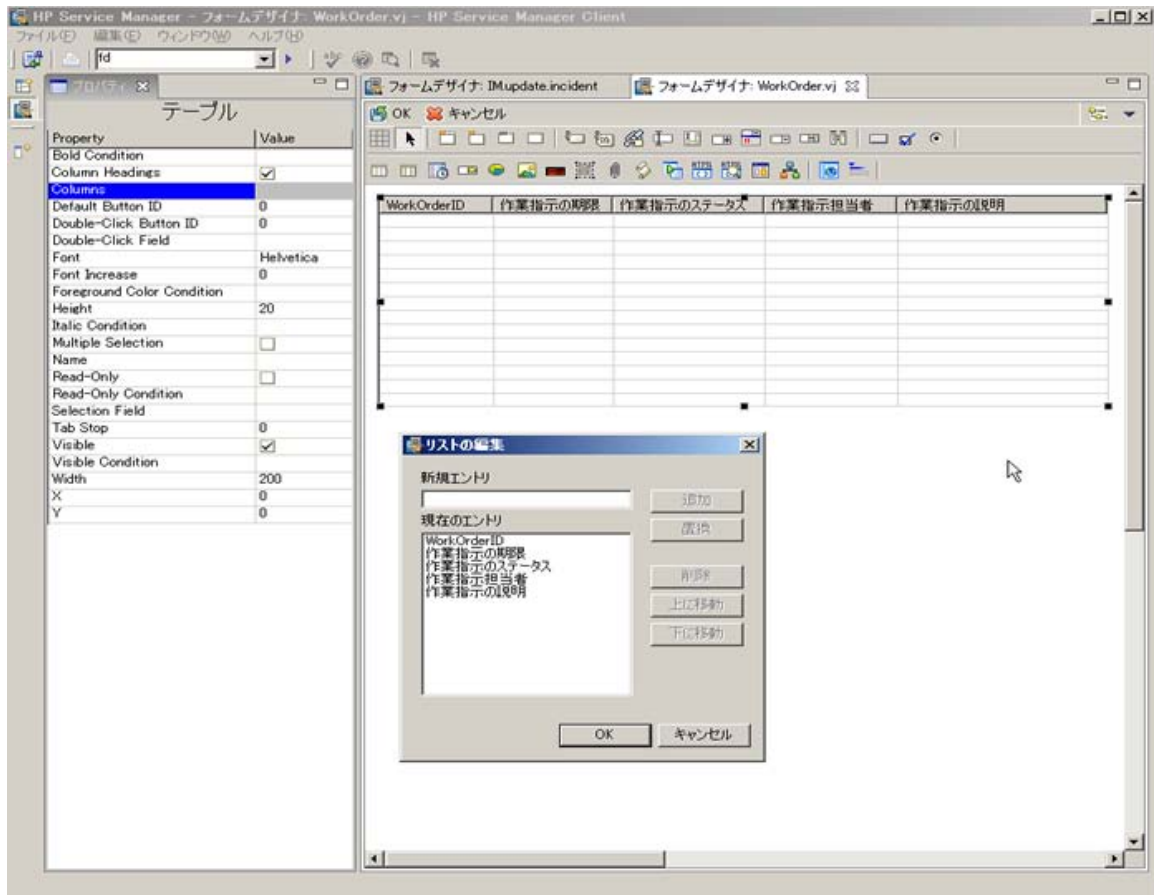 HP Service Manager - フォームデザイナ: WorkOrder.vj - HP Service Manager Client
ファイル(F) 編集(E) ウィンドウ(W) ヘルプ(H)
fd
プロパティ
テーブル
Property Value
Bold Condition
Column Headings
Columns
Default Button ID 0
Double-Click Button ID 0
Double-Click Field
Font Helvetica
Font Increase 0
Foreground Color Condition
Height 20
Italic Condition
Multiple Selection
Name
Read-Only
Read-Only Condition
Selection Field
Tab Stop 0
Visible
Visible Condition
Width 200
X 0
Y 0
フォームデザイナ: IM.update.incident フォームデザイナ: WorkOrder.vj
OK キャンセル
WorkOrderID 作業指示の期限 作業指示のステータス 作業指示担当者 作業指示の説明
リストの編集
新規エントリ
追加
現在のエントリ
置換
WorkOrderID
作業指示の期限
作業指示のステータス
作業指示担当者
作業指示の説明
削除
上に移動
下に移動
OK キャンセル